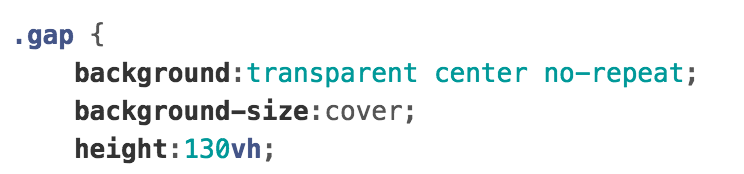 .gap {
    background:transparent center no-repeat;
    background-size:cover;
    height:130vh;